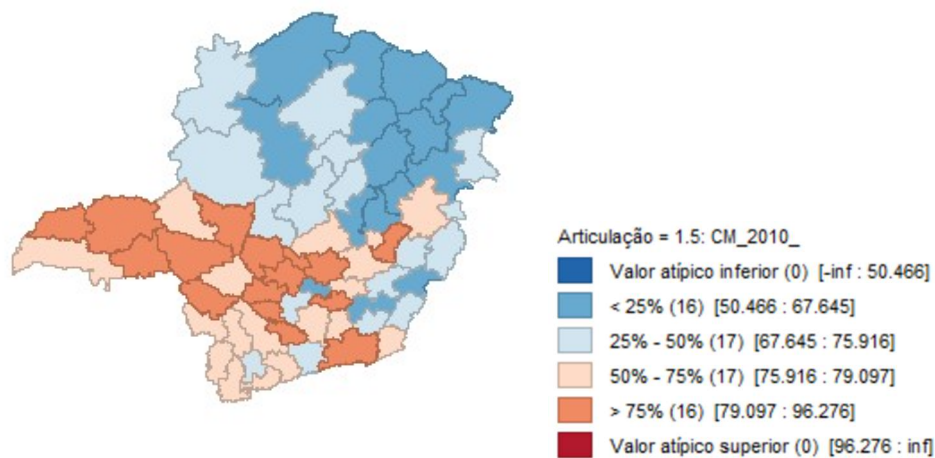 Articulação = 1.5: CM_2010_
Valor atípico inferior (0) [-inf : 50.466]
< 25% (16) [50.466 : 67.645]
25% - 50% (17) [67.645 : 75.916]
50% - 75% (17) [75.916 : 79.097]
> 75% (16) [79.097 : 96.276]
Valor atípico superior (0) [96.276 : inf]